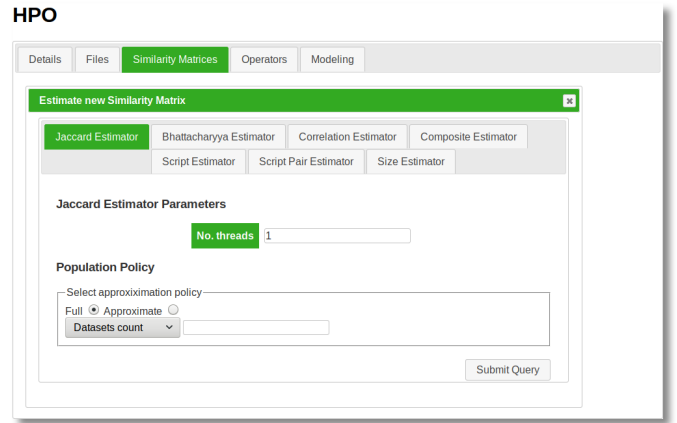 HPO
Details Files Similarity Matrices Operators Modeling
Estimate new Similarity Matrix
Jaccard Estimator Bhattacharyya Estimator Correlation Estimator Composite Estimator
Script Estimator Script Pair Estimator Size Estimator
Jaccard Estimator Parameters
No. threads 1
Population Policy
Select approxiximation policy
Full Approximate
Datasets count
Submit Query